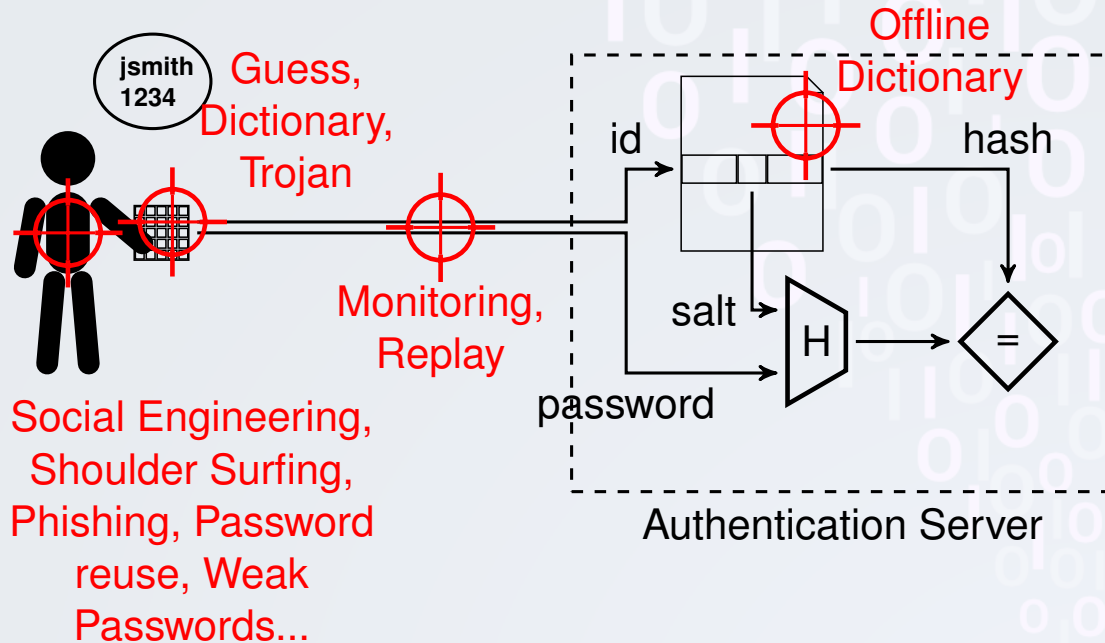 jsmith
1234
Guess,
Dictionary,
Trojan
Offline
Dictionary
id
hash
Monitoring,
Replay
salt
H
=
password
Social Engineering,
Shoulder Surfing,
Phishing, Password
reuse, Weak
Passwords...
Authentication Server